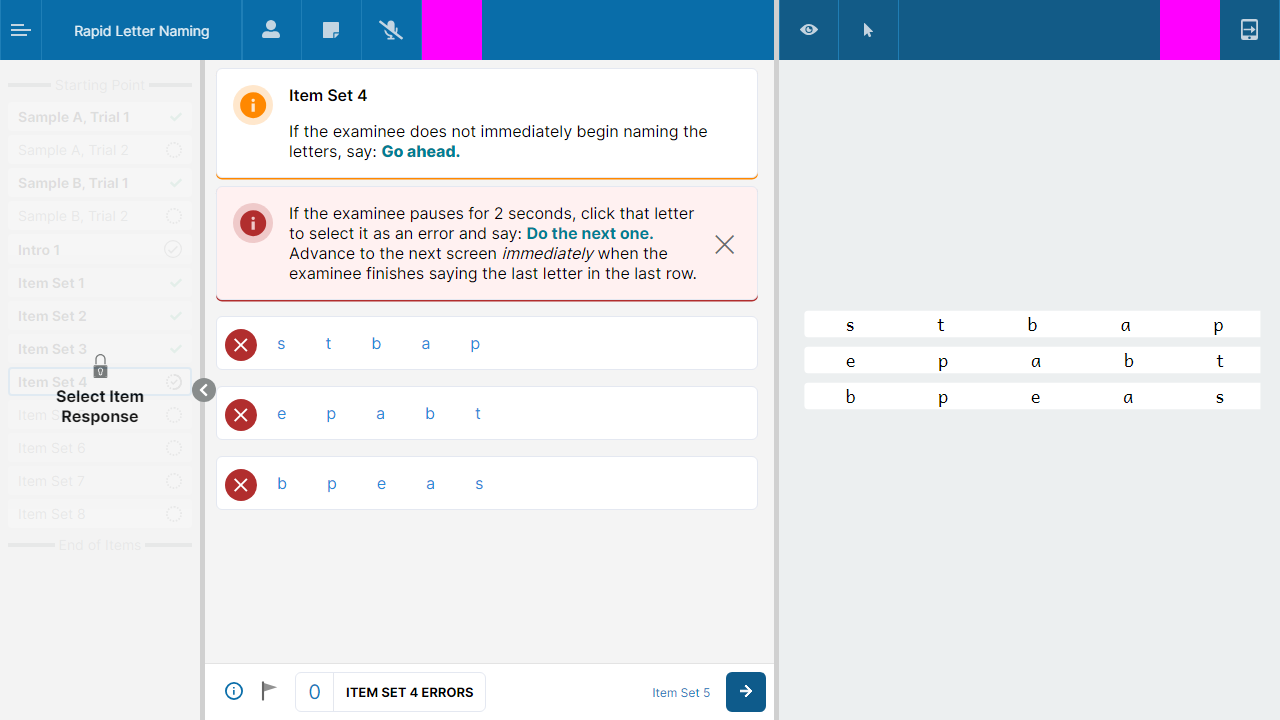 Rapid Letter Naming
Starting Point
Sample A, Trial 1
Sample A, Trial 2
Sample B, Trial 1
Sample B, Trial 2
Intro 1
Item Set 1
Item Set 2
Item Set 3
Item Set 4
Select Item
Response
Item Set 6
Item Set 7
Item Set 8
End of Items
Item Set 4
If the examinee does not immediately begin naming the
letters, say: Go ahead.
If the examinee pauses for 2 seconds, click that letter
to select it as an error and say: Do the next one.
Advance to the next screen immediately when the
examinee finishes saying the last letter in the last row.
s t b a p
e p a b t
b p e a s
0 ITEM SET 4 ERRORS
Item Set 5
s t b a p
e p a b t
b p e a s